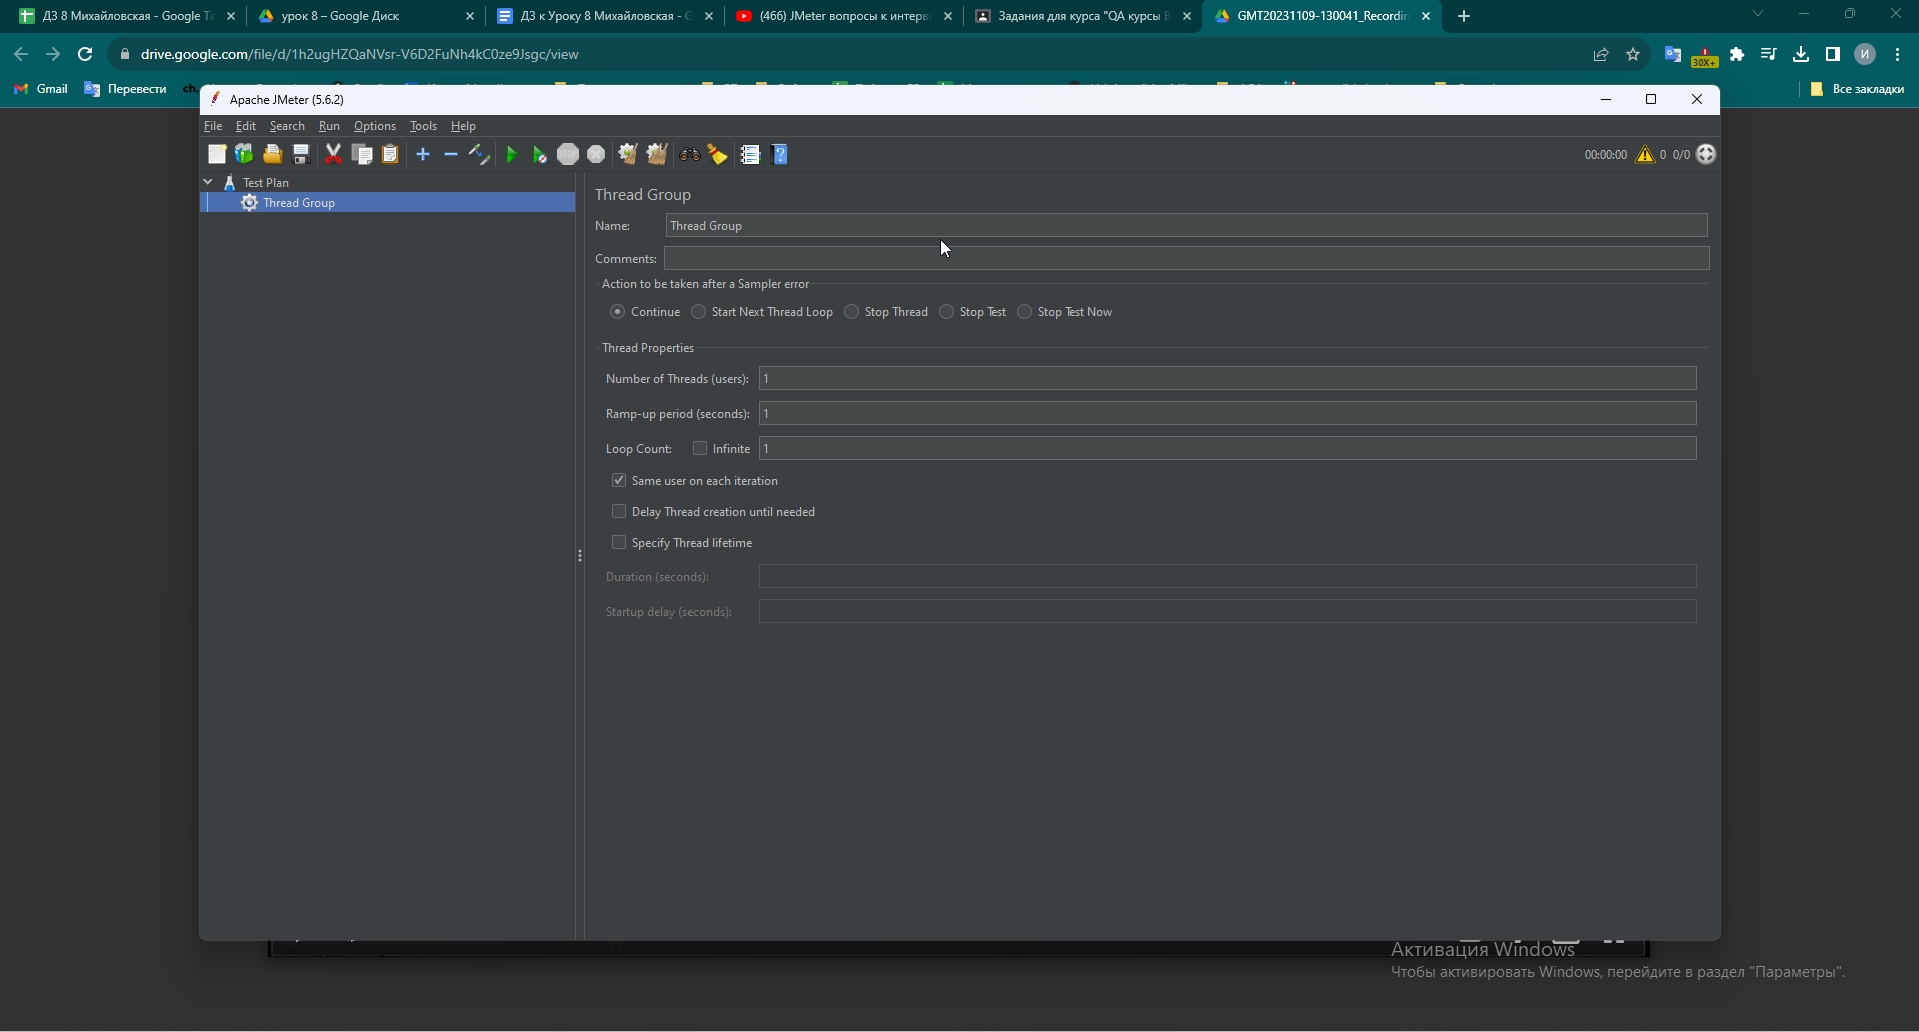 ДЗ 8 Михайловская - Google Та
урок 8 – Google Диск
ДЗ к Уроку 8 Михайловская - G
(466) JMeter вопросы к интерв
Задания для курса "QA курсы В
GMT20231109-130041_Recordin
drive.google.com/file/d/1h2ugHZQaNVsr-V6D2FuNh4kC0ze9Jsgc/view
30X+
И
Gmail
Перевести
ch.
Все закладки
Apache JMeter (5.6.2)
File Edit Search Run Options Tools Help
00:00:00 0 0/0
Test Plan
Thread Group
Thread Group
Name: Thread Group
Comments:
Action to be taken after a Sampler error
Continue Start Next Thread Loop Stop Thread Stop Test Stop Test Now
Thread Properties
Number of Threads (users): 1
Ramp-up period (seconds): 1
Loop Count: Infinite 1
Same user on each iteration
Delay Thread creation until needed
Specify Thread lifetime
Duration (seconds):
Startup delay (seconds):
Активация Windows
Чтобы активировать Windows, перейдите в раздел "Параметры".